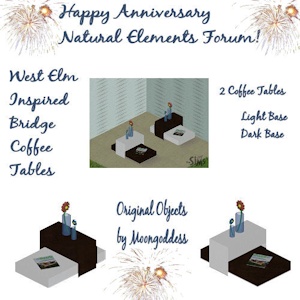 Happy Anniversary
Natural Elements Forum!
West Elm
Inspired
Bridge
Coffee
Tables
2 Coffee Tables
Light Base
Dark Base
Original Objects
by Moongoddess